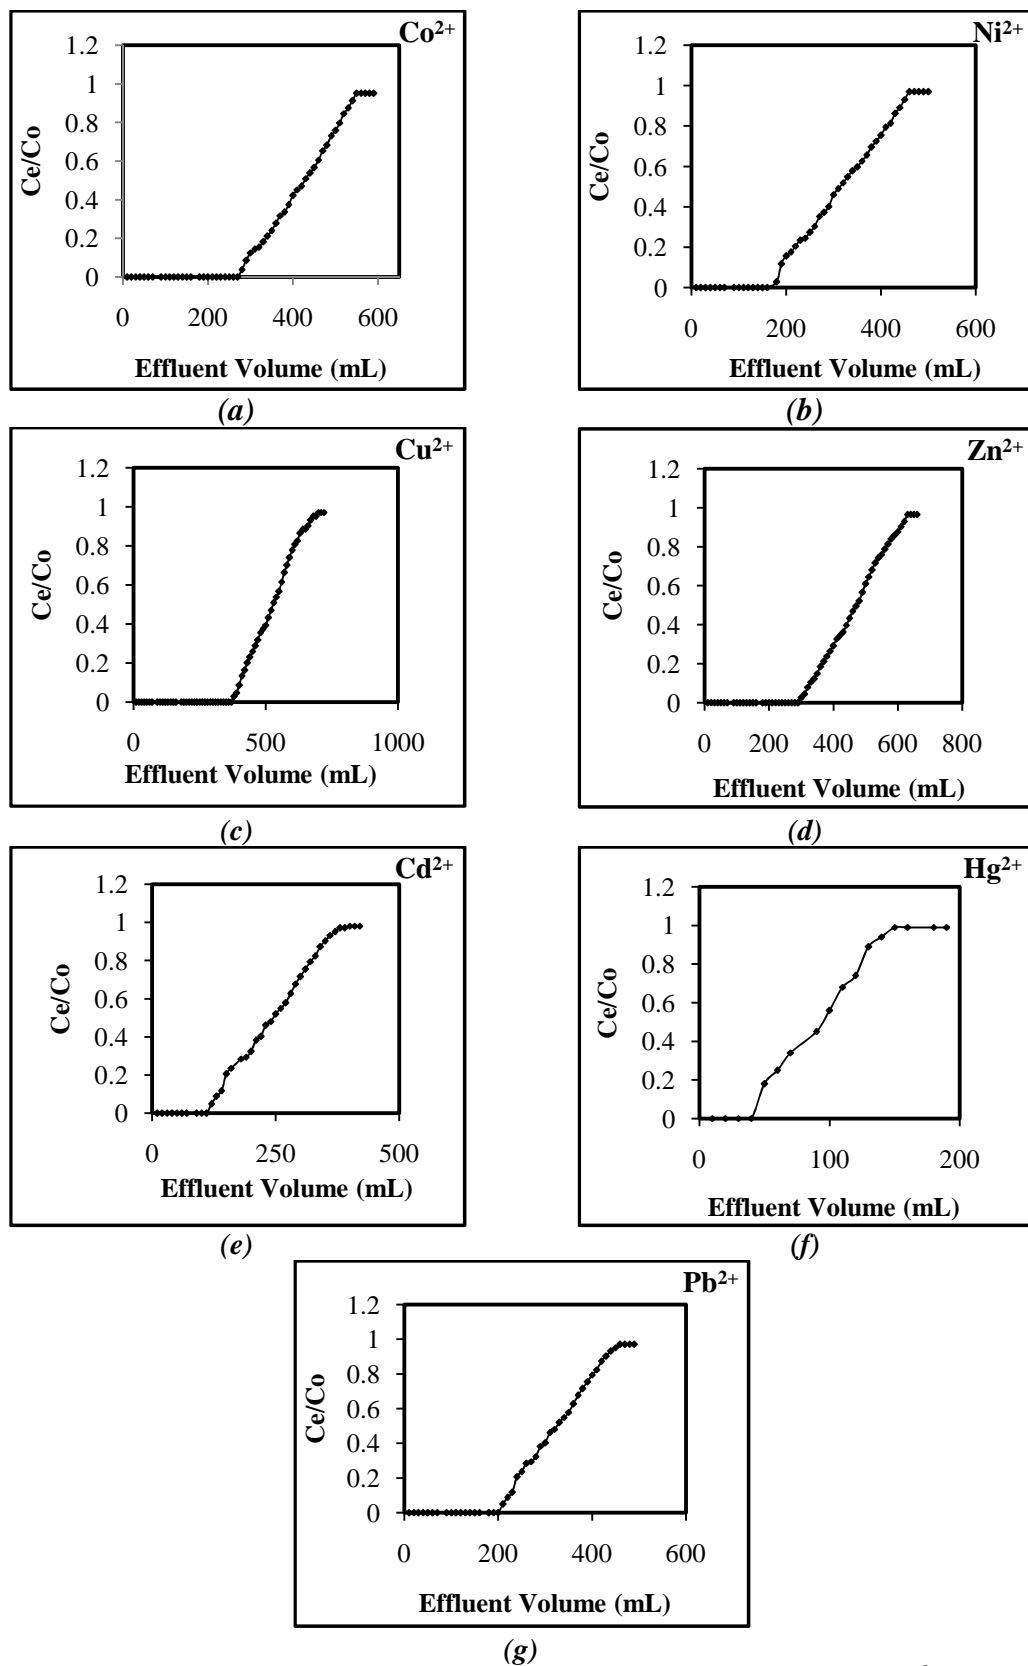 Co²⁺
1.2
1
0.8
0.6
0.4
0.2
0
Ce/Co
0 200 400 600
Effluent Volume (mL)
(a)
Ni²⁺
1.2
1
0.8
0.6
0.4
0.2
0
Ce/Co
0 200 400 600
Effluent Volume (mL)
(b)
Cu²⁺
1.2
1
0.8
0.6
0.4
0.2
0
Ce/Co
0 500 1000
Effluent Volume (mL)
(c)
Zn²⁺
1.2
1
0.8
0.6
0.4
0.2
0
Ce/Co
0 200 400 600 800
Effluent Volume (mL)
(d)
Cd²⁺
1.2
1
0.8
0.6
0.4
0.2
0
Ce/Co
0 250 500
Effluent Volume (mL)
(e)
Hg²⁺
1.2
1
0.8
0.6
0.4
0.2
0
Ce/Co
0 100 200
Effluent Volume (mL)
(f)
Pb²⁺
1.2
1
0.8
0.6
0.4
0.2
0
Ce/Co
0 200 400 600
Effluent Volume (mL)
(g)